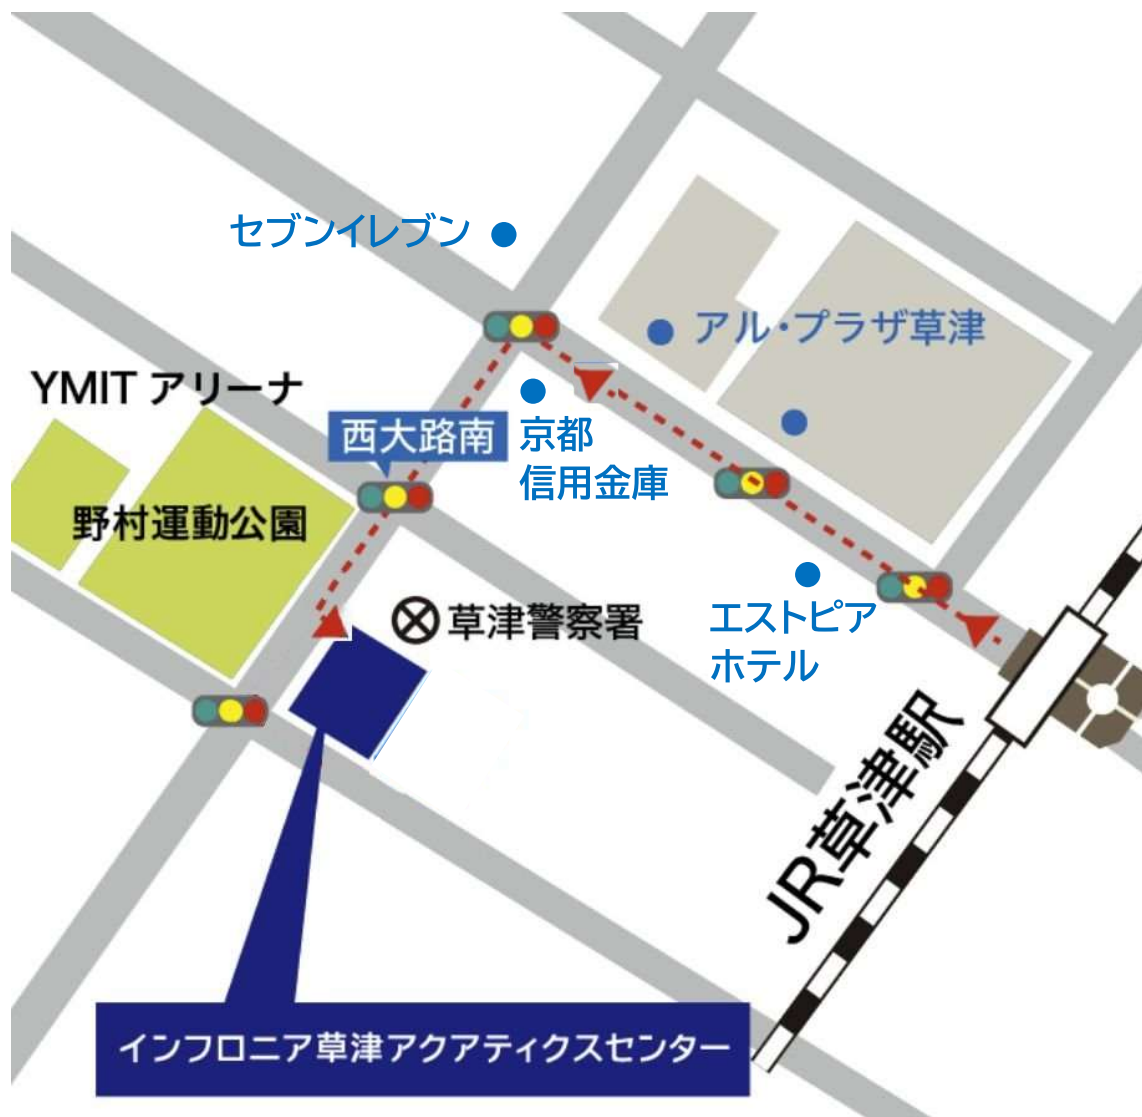 セブンイレブン
アル・プラザ草津
YMIT アリーナ
西大路南
京都
信用金庫
野村運動公園
エストピア
ホテル
草津警察署
JR草津駅
インフロニア草津アクアティクスセンター